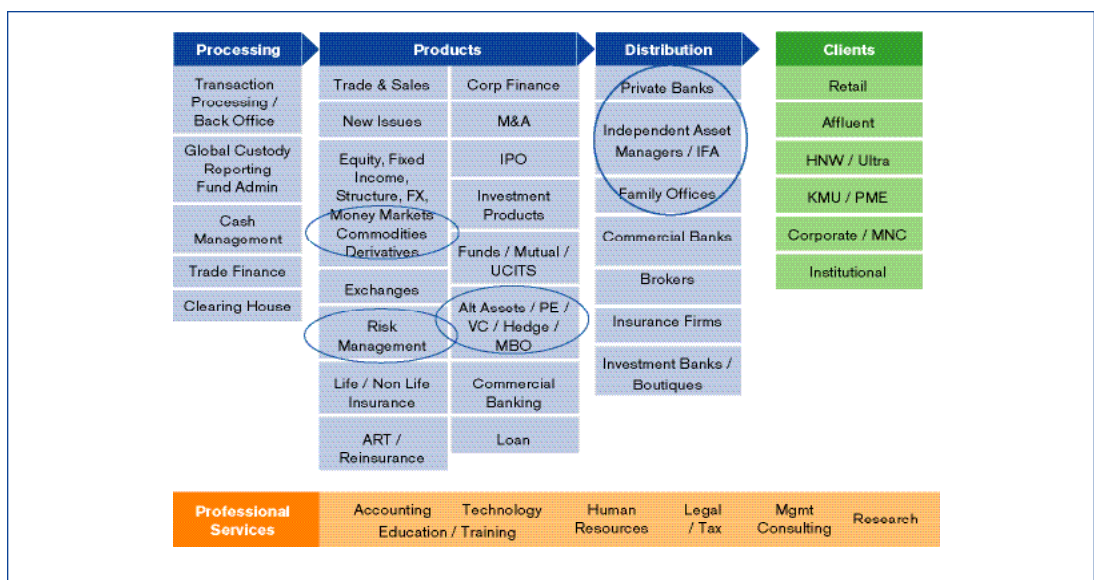 Processing
Products
Distribution
Clients
Transaction
Processing /
Back Office
Global Custody
Reporting
Fund Admin
Cash
Management
Trade Finance
Clearing House
Trade & Sales
New Issues
Equity, Fixed
Income,
Structure, FX,
Money Markets
Commodities
Derivatives
Exchanges
Risk
Management
Life / Non Life
Insurance
ART /
Reinsurance
Corp Finance
M&A
IPO
Investment
Products
Funds / Mutual /
UCITS
Alt Assets / PE /
VC / Hedge /
MBO
Commercial
Banking
Loan
Private Banks
Independent Asset
Managers / IFA
Family Offices
Commercial Banks
Brokers
Insurance Firms
Investment Banks /
Boutiques
Retail
Affluent
HNW / Ultra
KMU / PME
Corporate / MNC
Institutional
Professional
Services
Accounting
Technology
Education / Training
Human
Resources
Legal
/ Tax
Mgmt
Consulting
Research